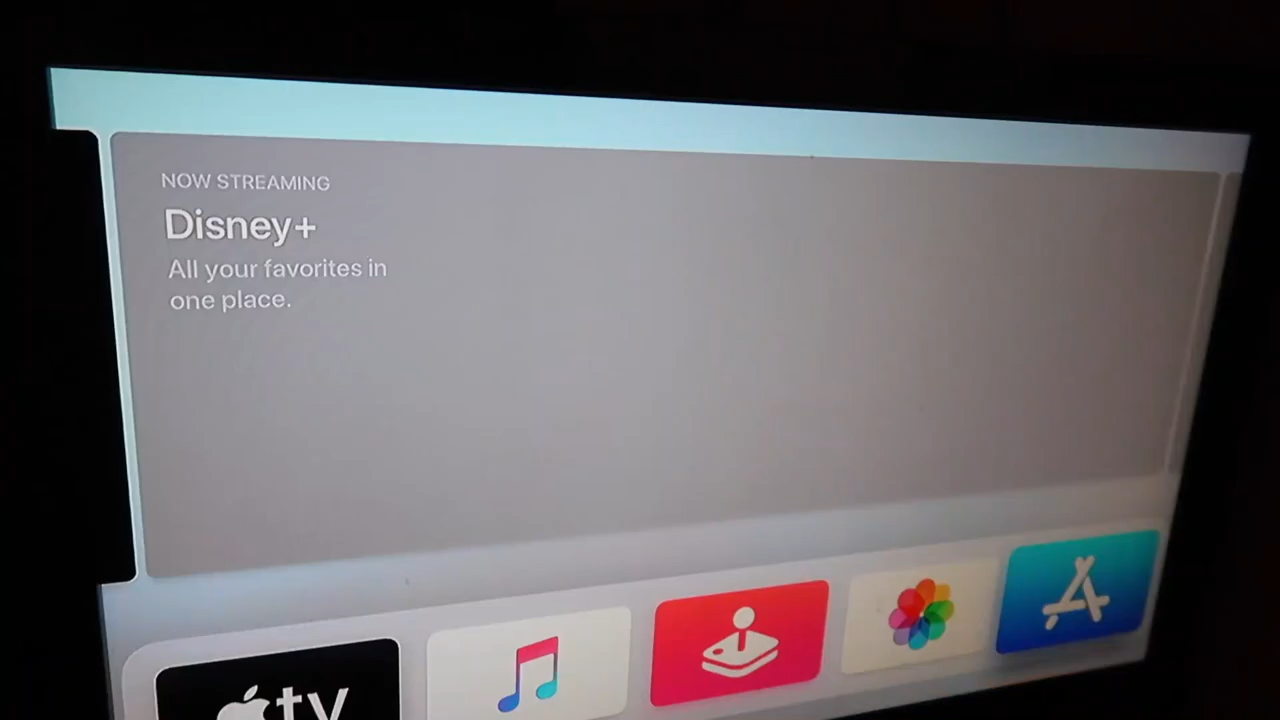 NOW STREAMING
Disney+
All your favorites in
one place.
tv